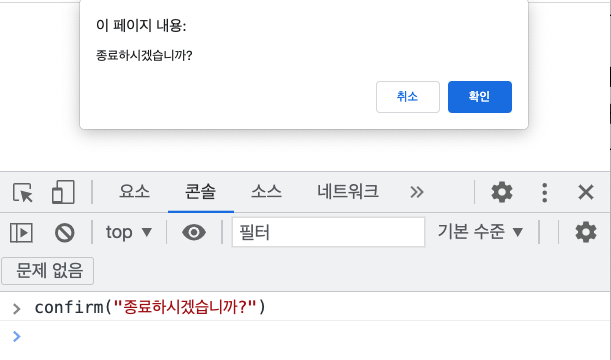 이 페이지 내용:
종료하시겠습니까?
취소 확인
요소 콘솔 소스 네트워크 »
top ▼ 필터 기본 수준 ▼
문제 없음
> confirm("종료하시겠습니까?")
>